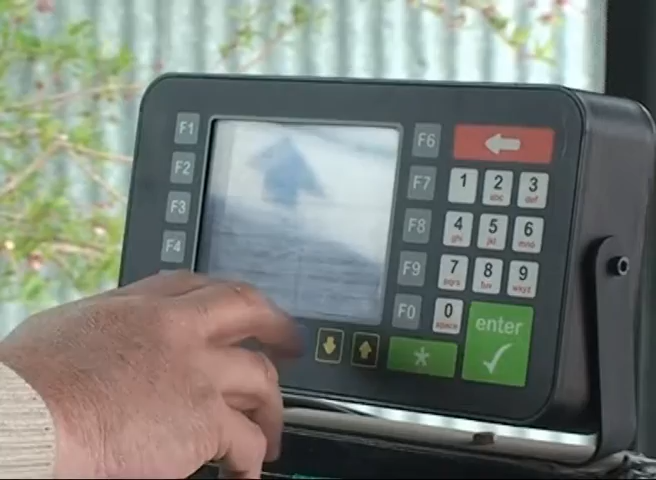 F1 F6
F2 F7 1 2 abc 3 def
F3 F8 4 ghi 5 jkl 6 mno
F4 F9 7 pqrs 8 tuv 9 wxyz
F0 0 space enter
*